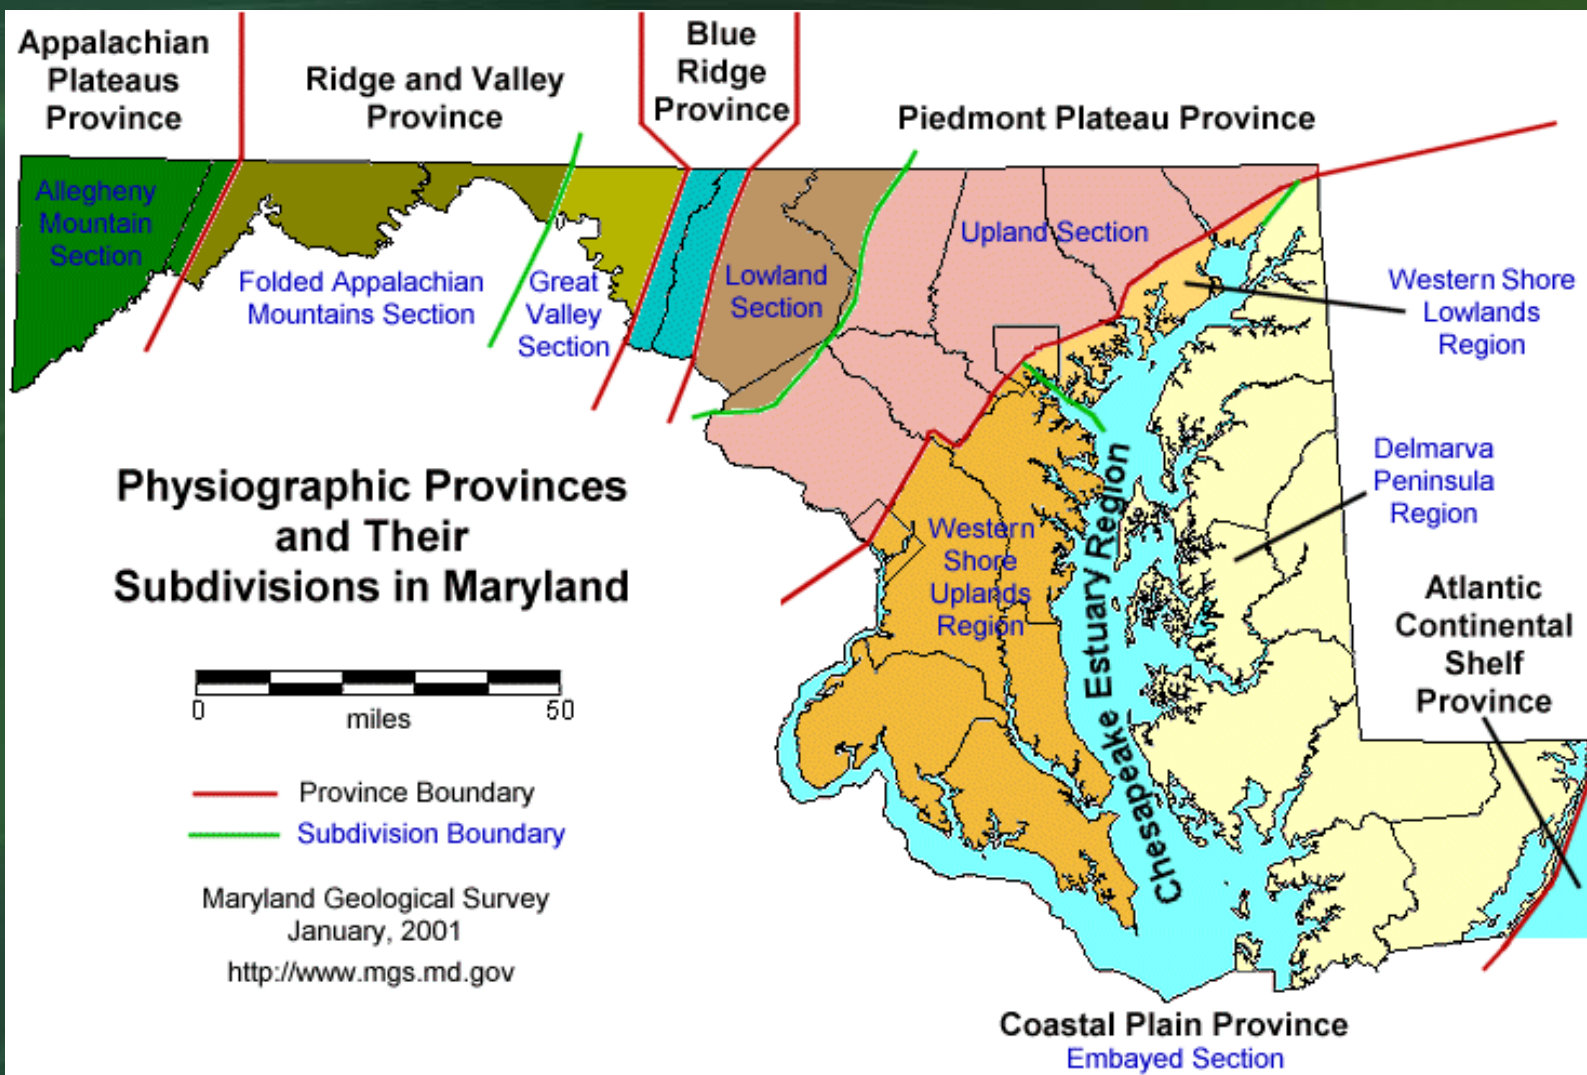 Appalachian
Plateaus
Province
Ridge and Valley
Province
Blue
Ridge
Province
Piedmont Plateau Province
Allegheny
Mountain
Section
Folded Appalachian
Mountains Section
Great
Valley
Section
Lowland
Section
Upland Section
Western Shore
Lowlands
Region
Delmarva
Peninsula
Region
Western
Shore
Uplands
Region
Chesapeake Estuary Region
Atlantic
Continental
Shelf
Province
Physiographic Provinces
and Their
Subdivisions in Maryland
0 50
miles
Province Boundary
Subdivision Boundary
Maryland Geological Survey
January, 2001
http://www.mgs.md.gov
Coastal Plain Province
Embayed Section